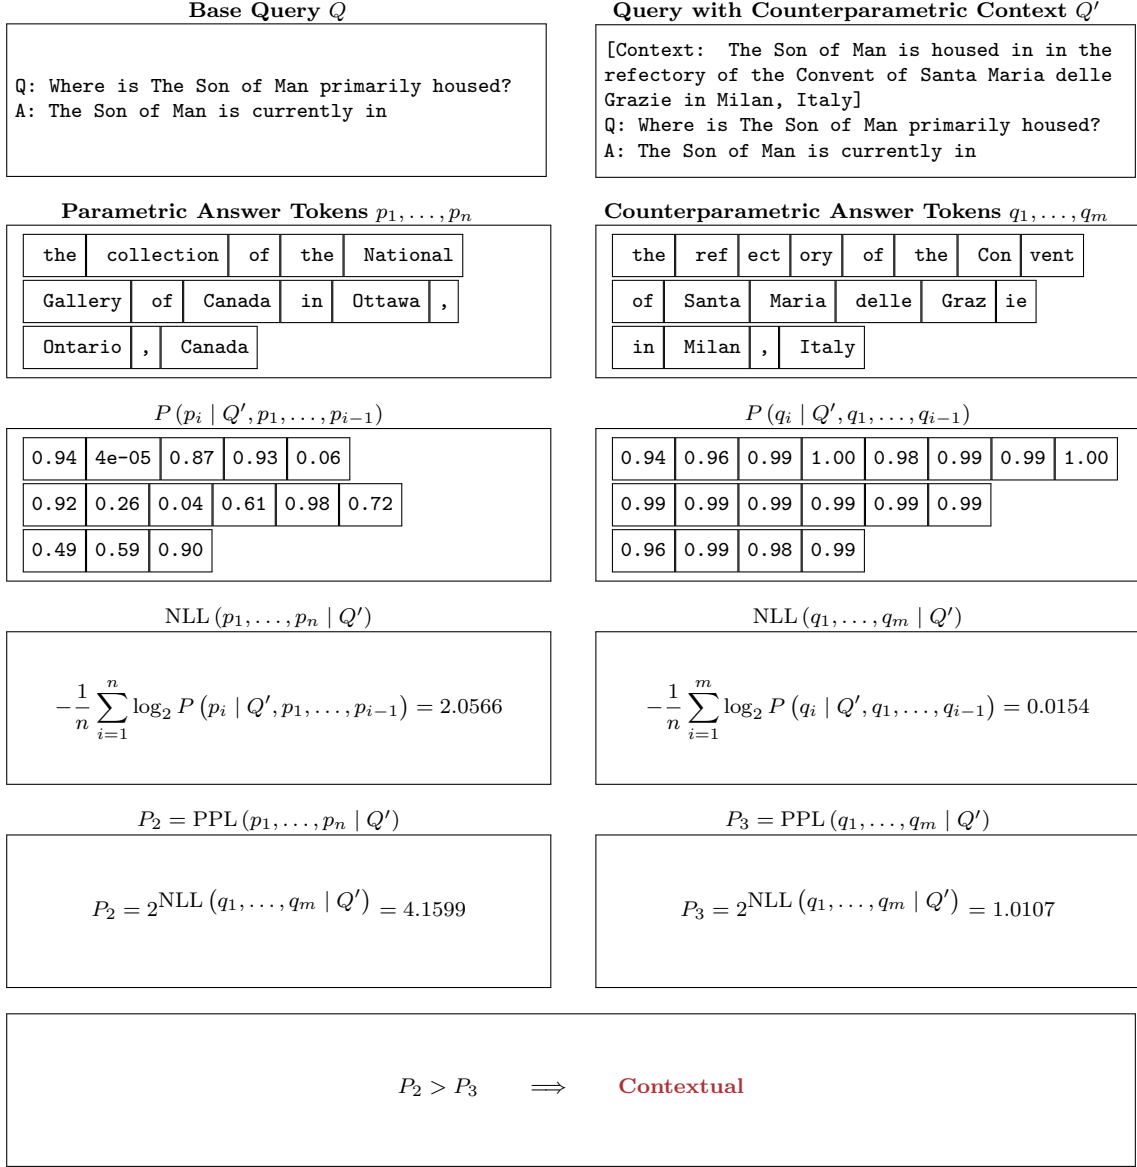 Base Query Q
Q: Where is The Son of Man primarily housed?
A: The Son of Man is currently in
Query with Counterparametric Context Q′
[Context: The Son of Man is housed in in the
refectory of the Convent of Santa Maria delle
Grazie in Milan, Italy]
Q: Where is The Son of Man primarily housed?
A: The Son of Man is currently in
Parametric Answer Tokens p₁, . . . , pₙ
the collection of the National
Gallery of Canada in Ottawa ,
Ontario , Canada
Counterparametric Answer Tokens q₁, . . . , qₘ
the ref ect ory of the Con vent
of Santa Maria delle Graz ie
in Milan , Italy
P (pᵢ | Q′, p₁, . . . , pᵢ₋₁)
0.94 4e-05 0.87 0.93 0.06
0.92 0.26 0.04 0.61 0.98 0.72
0.49 0.59 0.90
P (qᵢ | Q′, q₁, . . . , qᵢ₋₁)
0.94 0.96 0.99 1.00 0.98 0.99 0.99 1.00
0.99 0.99 0.99 0.99 0.99 0.99
0.96 0.99 0.98 0.99
NLL (p₁, . . . , pₙ | Q′)
−1/n ∑ᵢ₌₁ⁿ log₂ P (pᵢ | Q′, p₁, . . . , pᵢ₋₁) = 2.0566
NLL (q₁, . . . , qₘ | Q′)
−1/n ∑ᵢ₌₁ᵐ log₂ P (qᵢ | Q′, q₁, . . . , qᵢ₋₁) = 0.0154
P₂ = PPL (p₁, . . . , pₙ | Q′)
P₂ = 2^NLL (q₁, . . . , qₘ | Q′) = 4.1599
P₃ = PPL (q₁, . . . , qₘ | Q′)
P₃ = 2^NLL (q₁, . . . , qₘ | Q′) = 1.0107
P₂ > P₃ ⟹ Contextual